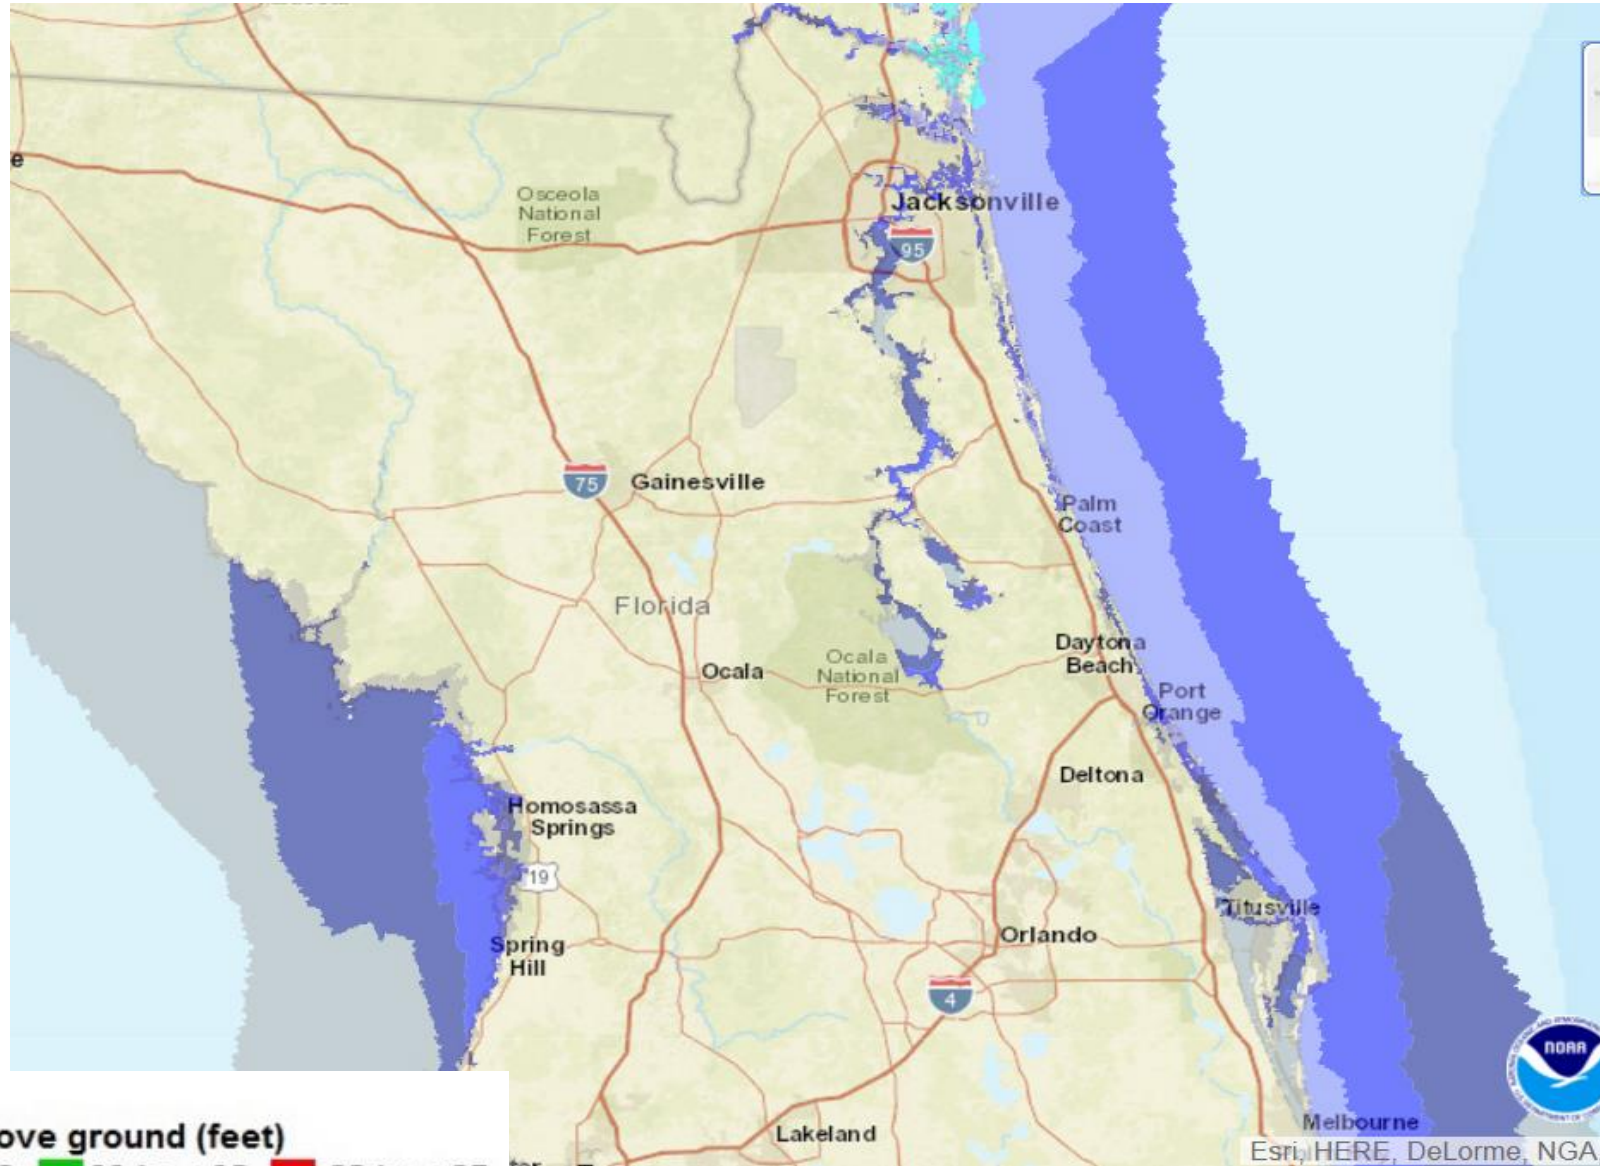 e
Osceola
National
Forest
Jacksonville
95
75
Gainesville
Palm
Coast
Florida
Ocala
Ocala
National
Forest
Daytona
Beach
Port
Orange
Deltona
Homosassa
Springs
19
Titusville
Spring
Hill
Orlando
4
NOAA
Melbourne
Lakeland
ove ground (feet)
Esri, HERE, DeLorme, NGA,